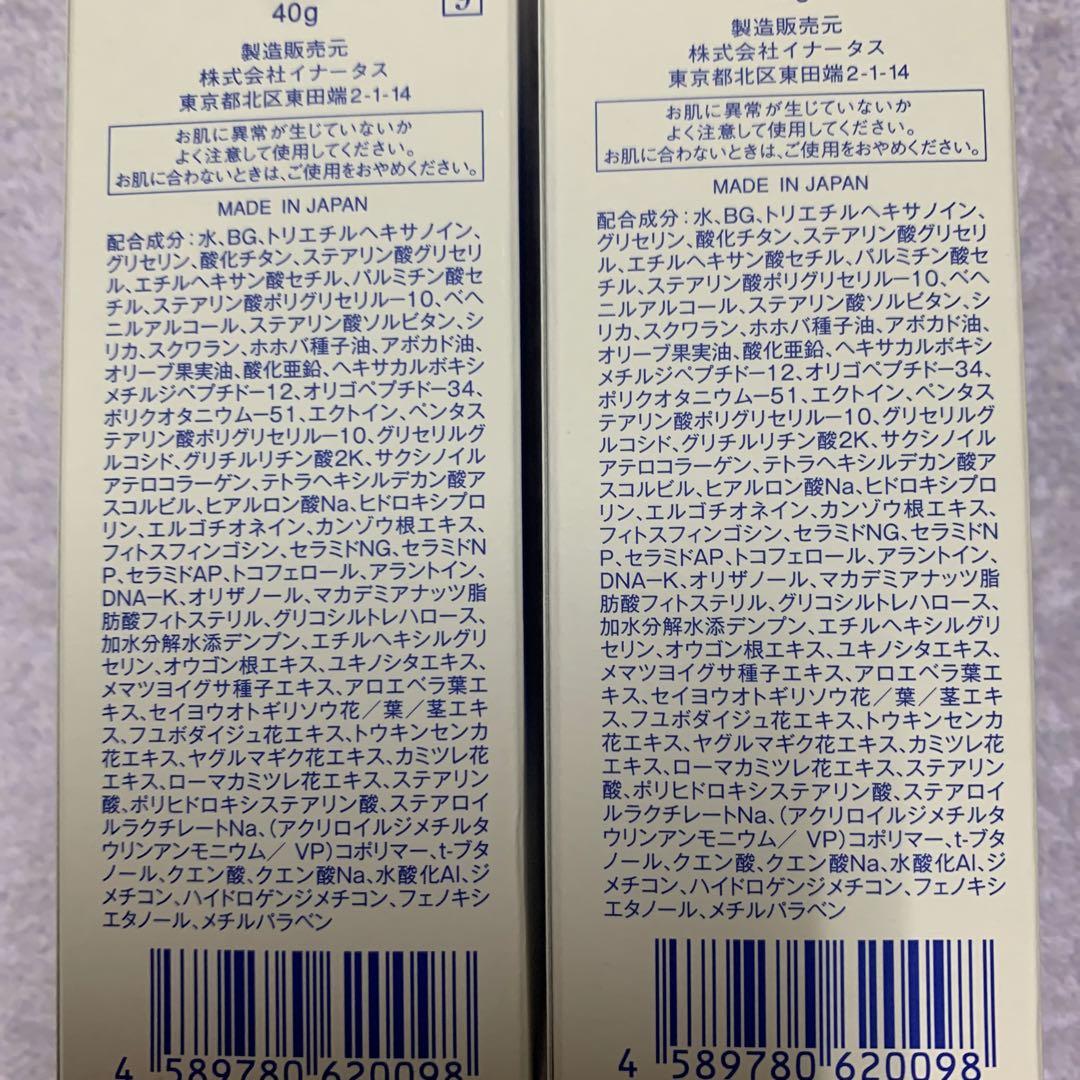 40g
9
製造販売元
株式会社イナータス
東京都北区東田端2-1-14
お肌に異常が生じていないか
よく注意して使用してください。
お肌に合わないときは、ご使用をおやめください。
MADE IN JAPAN
配合成分：水、BG、トリエチルヘキサノイン、
グリセリン、酸化チタン、ステアリン酸グリセリ
ル、エチルヘキサン酸セチル、パルミチン酸セ
チル、ステアリン酸ポリグリセリルー10、ベヘ
ニルアルコール、ステアリン酸ソルビタン、シ
リカ、スクワラン、ホホバ種子油、アボカド油、
オリーブ果実油、酸化亜鉛、ヘキサカルボキシ
メチルジペプチドー12、オリゴペプチドー34、
ポリクオタニウムー51、エクトイン、ペンタス
テアリン酸ポリグリセリルー10、グリセリルグ
ルコシド、グリチルリチン酸2K、サクシノイル
アテロコラーゲン、テトラヘキシルデカン酸ア
スコルビル、ヒアルロン酸Na、ヒドロキシプロ
リン、エルゴチオネイン、カンゾウ根エキス、
フィトスフィンゴシン、セラミドNG、セラミドN
P、セラミドAP、トコフェロール、アラントイン、
DNA－K、オリザノール、マカデミアナッツ脂
肪酸フィトステリル、グリコシルトレハロース、
加水分解水添デンプン、エチルヘキシルグリ
セリン、オウゴン根エキス、ユキノシタエキス、
メマツヨイグサ種子エキス、アロエベラ葉エ
キス、セイヨウオトギリソウ花／葉／茎エキ
ス、フユボダイジュ花エキス、トウキンセンカ
花エキス、ヤグルマギク花エキス、カミツレ花
エキス、ローマカミツレ花エキス、ステアリン
酸、ポリヒドロキシステアリン酸、ステアロイ
ルラクチレートNa、（アクリロイルジメチルタ
ウリンアンモニウム／ VP）コポリマー、t-ブタ
ノール、クエン酸、クエン酸Na、水酸化Al、ジ
メチコン、ハイドロゲンジメチコン、フェノキシ
エタノール、メチルパラベン
4 589780 620098
製造販売元
株式会社イナータス
東京都北区東田端2-1-14
お肌に異常が生じていないか
よく注意して使用してください。
お肌に合わないときは、ご使用をおやめください。
MADE IN JAPAN
配合成分：水、BG、トリエチルヘキサノイン、
グリセリン、酸化チタン、ステアリン酸グリセリ
ル、エチルヘキサン酸セチル、パルミチン酸セ
チル、ステアリン酸ポリグリセリルー10、ベヘ
ニルアルコール、ステアリン酸ソルビタン、シ
リカ、スクワラン、ホホバ種子油、アボカド油、
オリーブ果実油、酸化亜鉛、ヘキサカルボキシ
メチルジペプチドー12、オリゴペプチドー34、
ポリクオタニウムー51、エクトイン、ペンタス
テアリン酸ポリグリセリルー10、グリセリルグ
ルコシド、グリチルリチン酸2K、サクシノイル
アテロコラーゲン、テトラヘキシルデカン酸ア
スコルビル、ヒアルロン酸Na、ヒドロキシプロ
リン、エルゴチオネイン、カンゾウ根エキス、
フィトスフィンゴシン、セラミドNG、セラミドN
P、セラミドAP、トコフェロール、アラントイン、
DNA－K、オリザノール、マカデミアナッツ脂
肪酸フィトステリル、グリコシルトレハロース、
加水分解水添デンプン、エチルヘキシルグリ
セリン、オウゴン根エキス、ユキノシタエキス、
メマツヨイグサ種子エキス、アロエベラ葉エ
キス、セイヨウオトギリソウ花／葉／茎エキ
ス、フユボダイジュ花エキス、トウキンセンカ
花エキス、ヤグルマギク花エキス、カミツレ花
エキス、ローマカミツレ花エキス、ステアリン
酸、ポリヒドロキシステアリン酸、ステアロイ
ルラクチレートNa、（アクリロイルジメチルタ
ウリンアンモニウム／ VP）コポリマー、t-ブタ
ノール、クエン酸、クエン酸Na、水酸化Al、ジ
メチコン、ハイドロゲンジメチコン、フェノキシ
エタノール、メチルパラベン
4 589780 620098